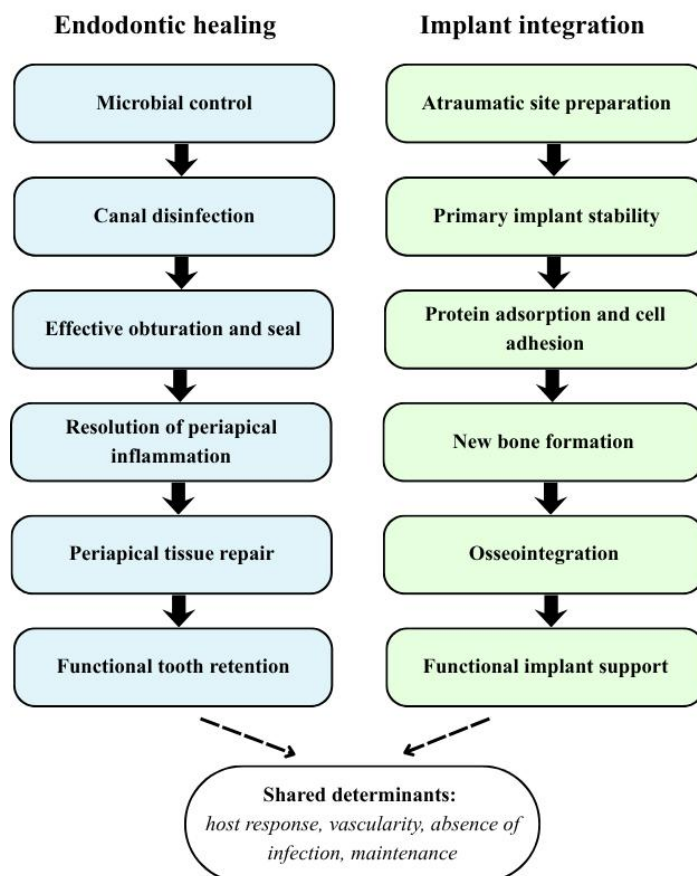 Endodontic healing
Microbial control
Canal disinfection
Effective obturation and seal
Resolution of periapical
inflammation
Periapical tissue repair
Functional tooth retention
Implant integration
Atraumatic site preparation
Primary implant stability
Protein adsorption and cell
adhesion
New bone formation
Osseointegration
Functional implant support
Shared determinants:
host response, vascularity, absence of
infection, maintenance